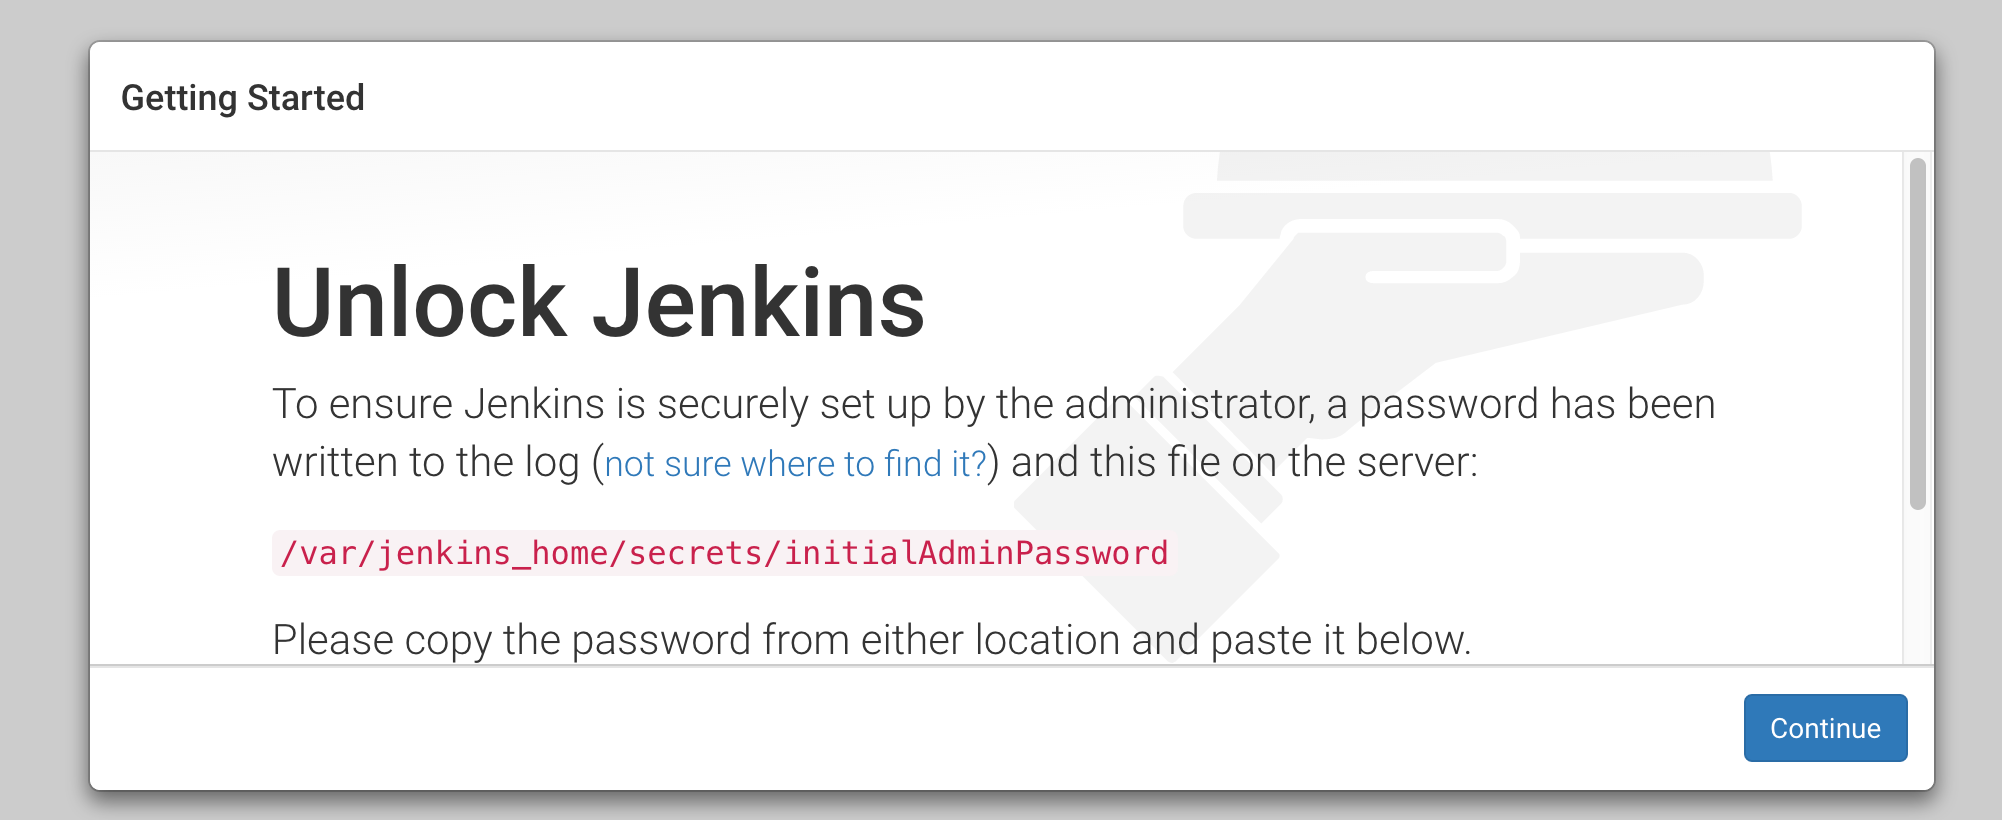 Getting Started
Unlock Jenkins
To ensure Jenkins is securely set up by the administrator, a password has been
written to the log (not sure where to find it?) and this file on the server:
/var/jenkins_home/secrets/initialAdminPassword
Please copy the password from either location and paste it below.
Continue